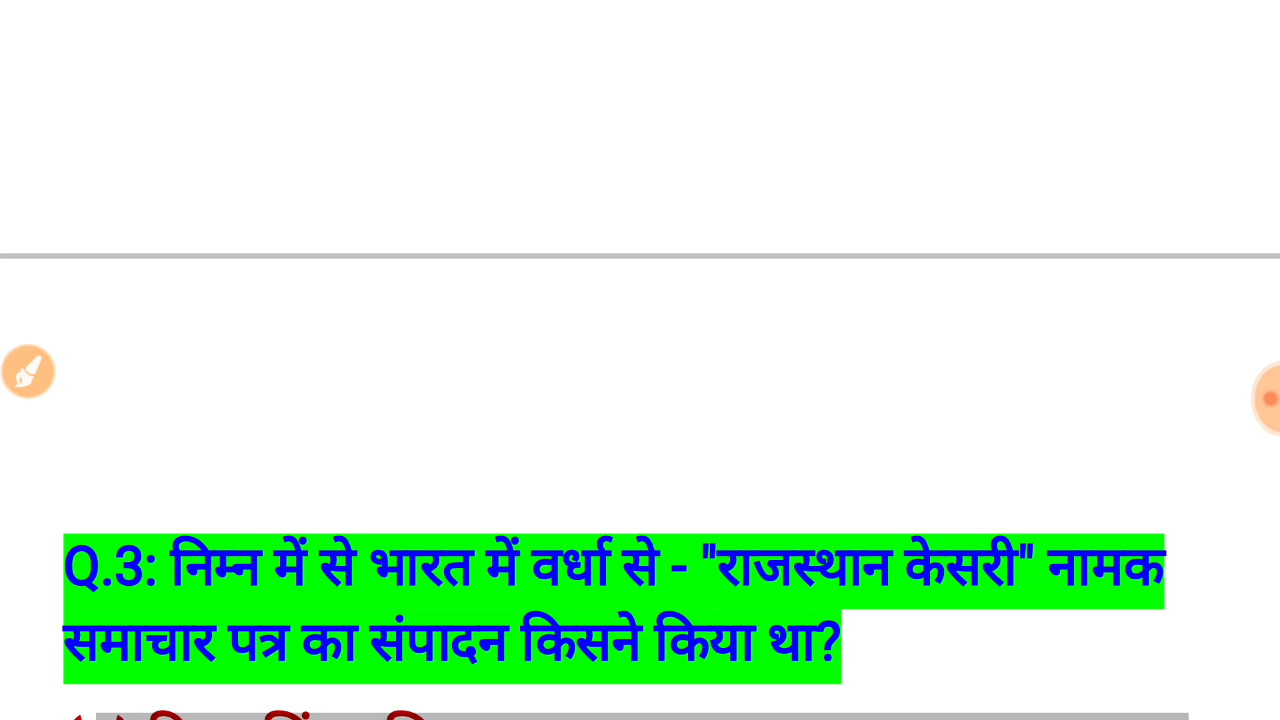 Q.3: निम्न में से भारत में वर्धा से - "राजस्थान केसरी" नामक
समाचार पत्र का संपादन किसने किया था?